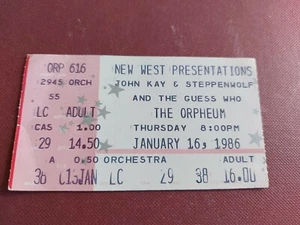 ORP 616 NEW WEST PRESENTATIONS
2945 ORCH JOHN KAY & STEPPENWOLF
55 AND THE GUESS WHO
LC ADULT THE ORPHEUM
CAS 1.00 THURSDAY 8:00PM
29 14.50 JANUARY 16, 1986
A 0.50 ORCHESTRA ADULT
38 C13JAN LC 29 38 16.00